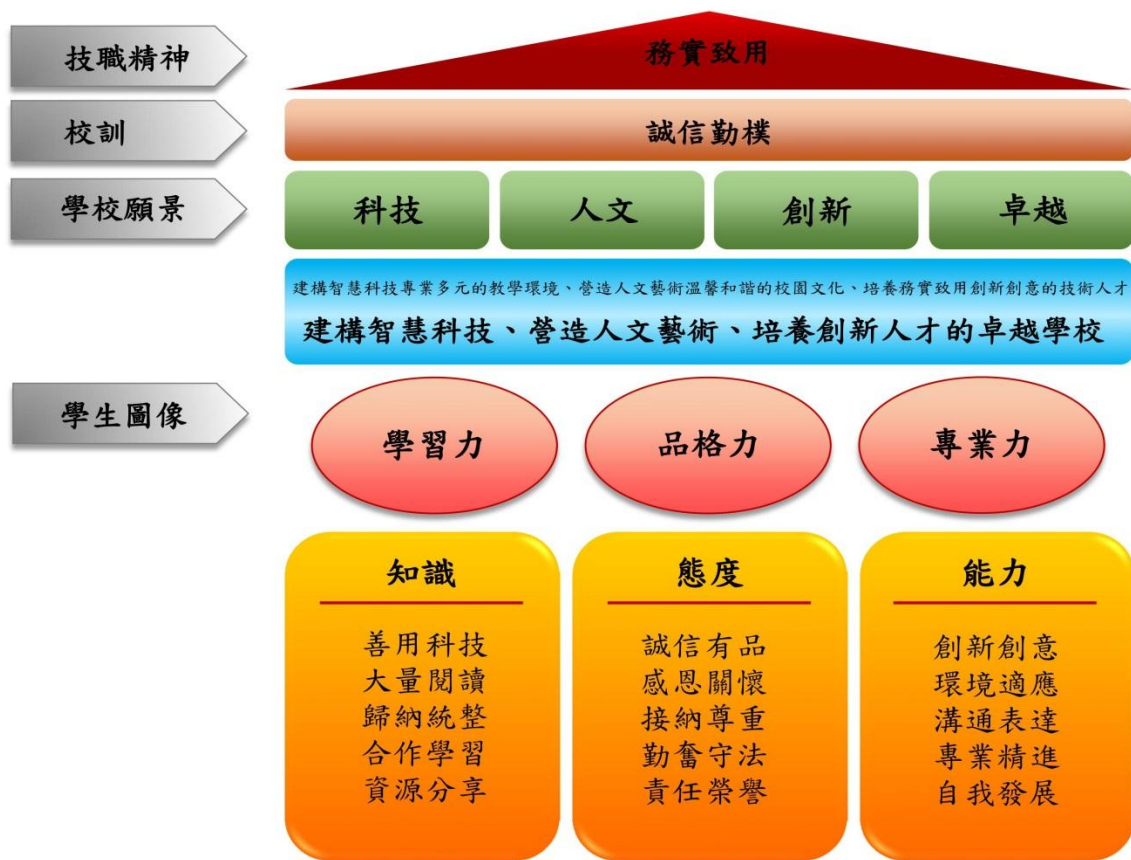 技職精神
務實致用
校訓
誠信勤樸
學校願景
科技
人文
創新
卓越
建構智慧科技專業多元的教學環境、營造人文藝術溫馨和諧的校園文化、培養務實致用創新創意的技術人才
建構智慧科技、營造人文藝術、培養創新人才的卓越學校
學生圖像
學習力
品格力
專業力
知識
善用科技
大量閱讀
歸納統整
合作學習
資源分享
態度
誠信有品
感恩關懷
接納尊重
勤奮守法
責任榮譽
能力
創新創意
環境適應
溝通表達
專業精進
自我發展